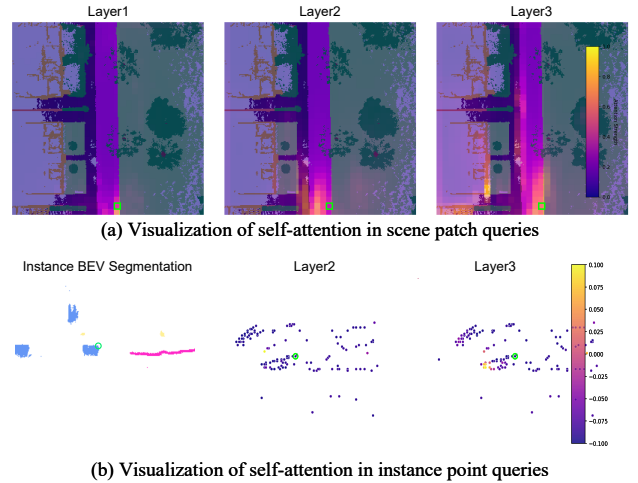 Layer1
Layer2
Layer3
(a) Visualization of self-attention in scene patch queries
Instance BEV Segmentation
Layer2
Layer3
0.100
0.075
0.050
0.025
0.000
−0.025
−0.050
−0.075
−0.100
(b) Visualization of self-attention in instance point queries